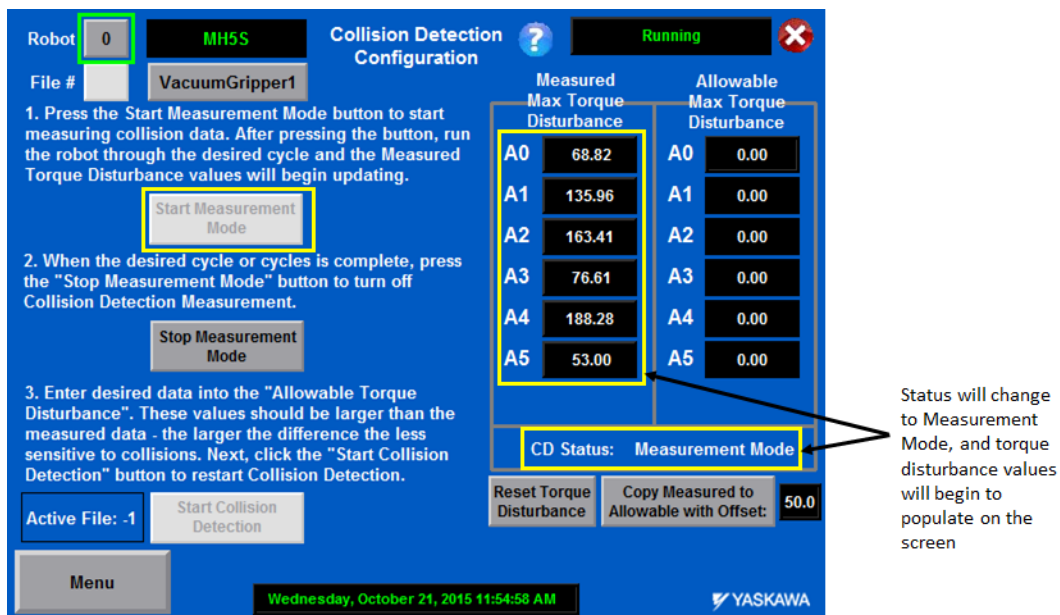 Robot 0 MH5S Collision Detection Configuration ? Running
File # VacuumGripper1
1. Press the Start Measurement Mode button to start
measuring collision data. After pressing the button, run
the robot through the desired cycle and the Measured
Torque Disturbance values will begin updating.
Start Measurement
Mode
2. When the desired cycle or cycles is complete, press
the "Stop Measurement Mode" button to turn off
Collision Detection Measurement.
Stop Measurement
Mode
3. Enter desired data into the "Allowable Torque
Disturbance". These values should be larger than the
measured data - the larger the difference the less
sensitive to collisions. Next, click the "Start Collision
Detection" button to restart Collision Detection.
Active File: -1
Start Collision
Detection
Menu
Wednesday, October 21, 2015 11:54:58 AM
Measured
Max Torque
Disturbance
A0 68.82
A1 135.96
A2 163.41
A3 76.61
A4 188.28
A5 53.00
Allowable
Max Torque
Disturbance
A0 0.00
A1 0.00
A2 0.00
A3 0.00
A4 0.00
A5 0.00
CD Status: Measurement Mode
Reset Torque
Disturbance
Copy Measured to
Allowable with Offset:
50.0
YASKAWA
Status will change
to Measurement
Mode, and torque
disturbance values
will begin to
populate on the
screen